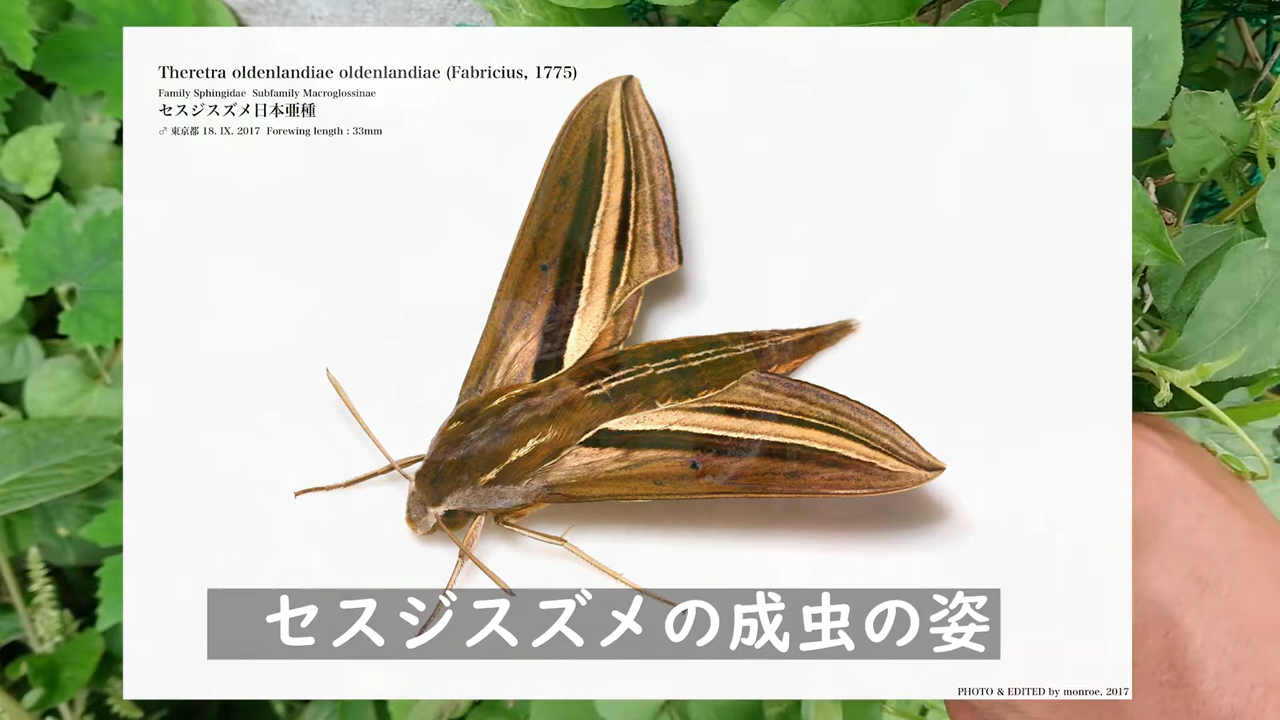 Theretra oldenlandiae oldenlandiae (Fabricius, 1775)
Family Sphingidae Subfamily Macroglossinae
セスジスズメ日本亜種
♂ 東京都 18. IX. 2017 Forewing length : 33mm
セスジスズメの成虫の姿
PHOTO & EDITED by monroe, 2017